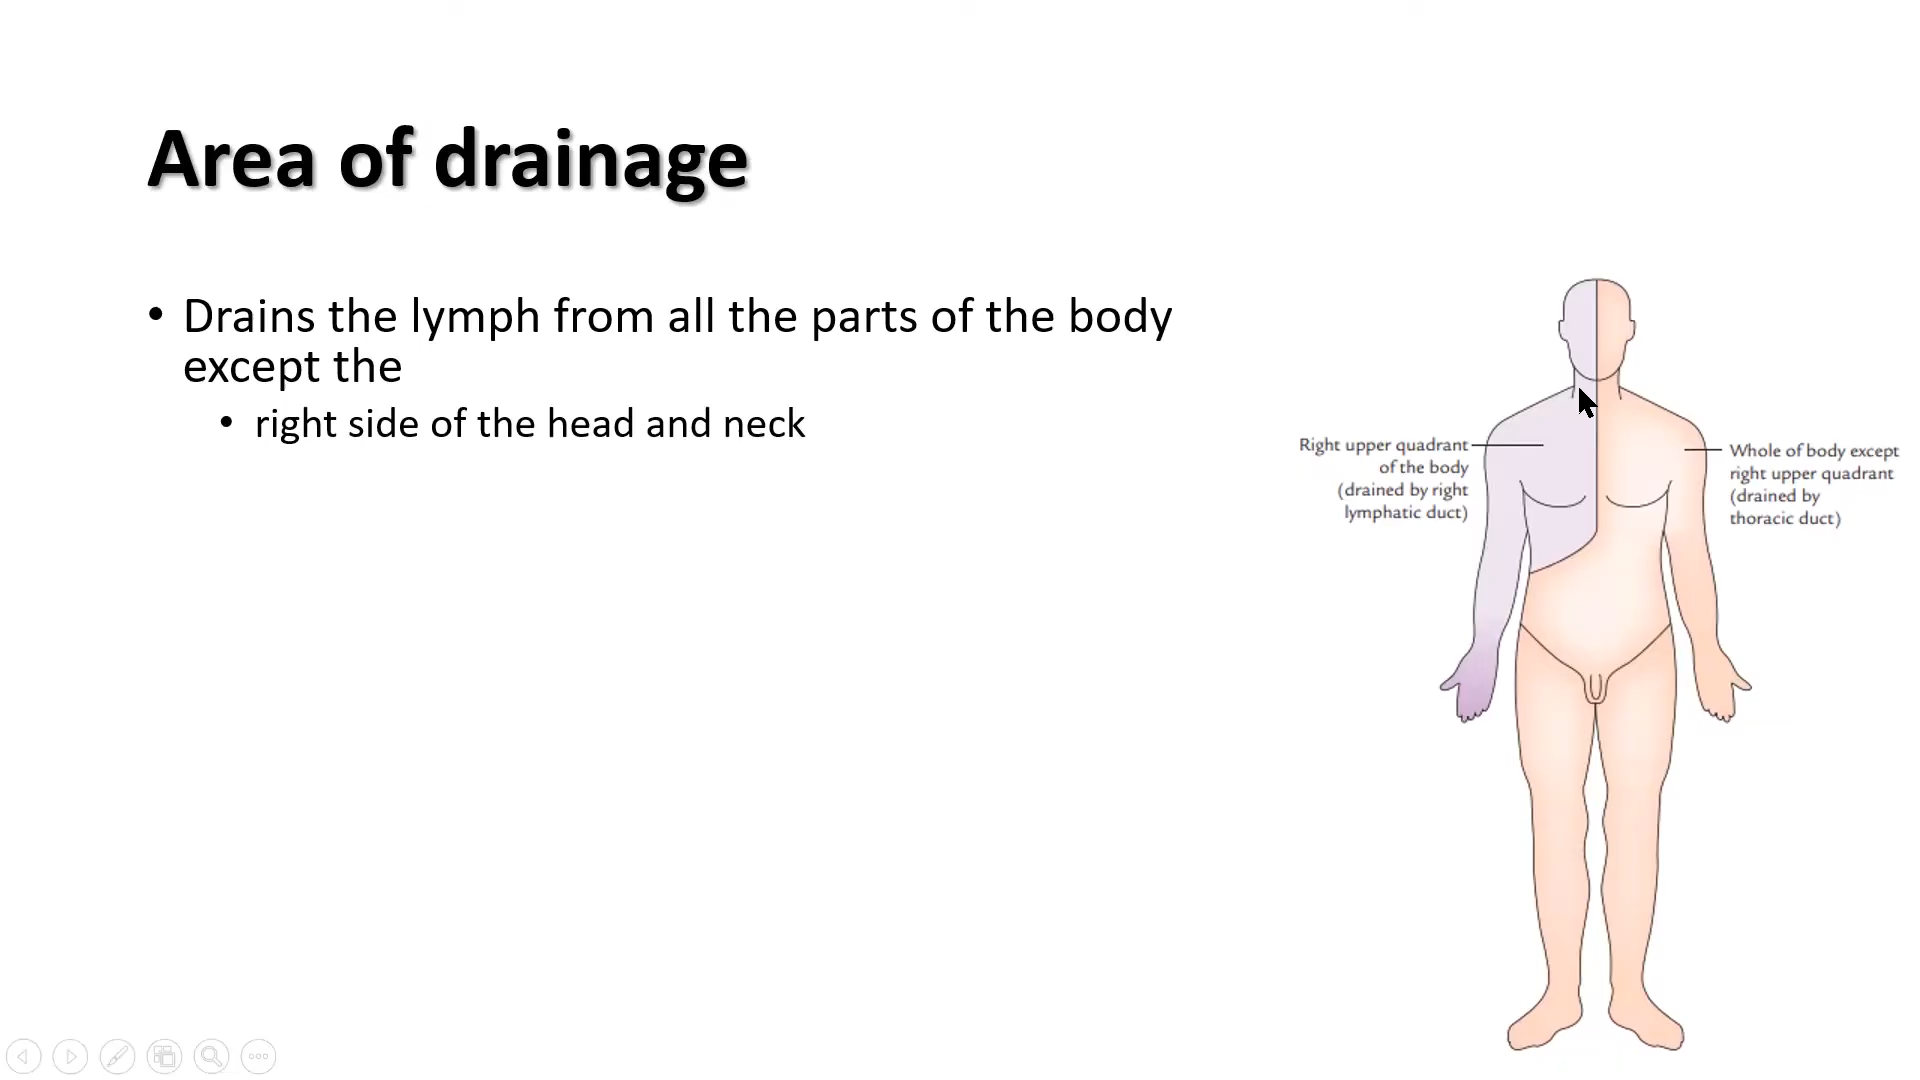 Area of drainage
• Drains the lymph from all the parts of the body
except the
• right side of the head and neck
Right upper quadrant
of the body
(drained by right
lymphatic duct)
Whole of body except
right upper quadrant
(drained by
thoracic duct)